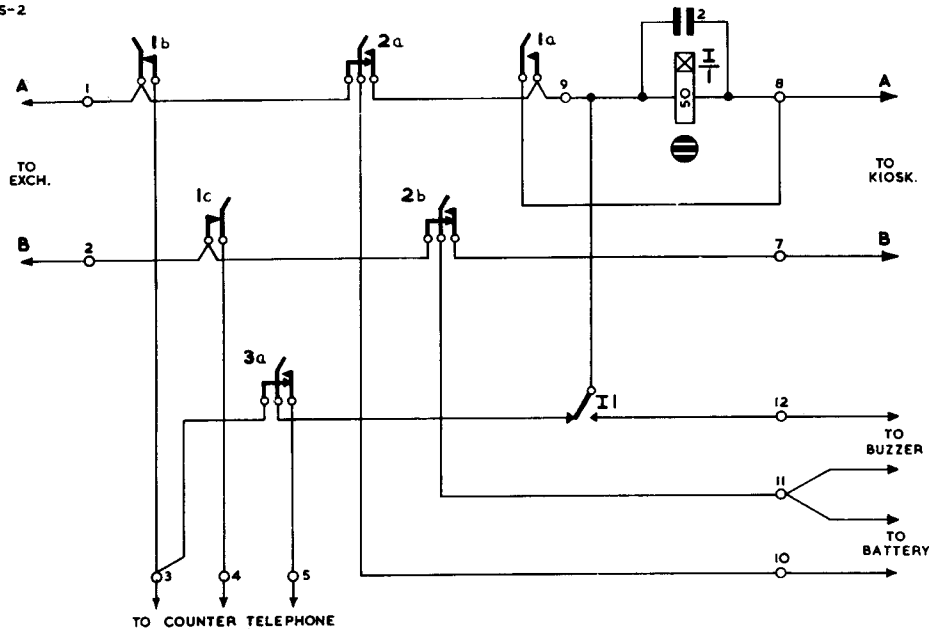 S-2
1b
2a
1a
2
I
1
50
A
1
9
8
A
TO
EXCH.
TO
KIOSK.
1c
2b
B
2
7
B
3a
I1
12
TO
BUZZER
11
TO
BATTERY
10
3
4
5
TO COUNTER TELEPHONE